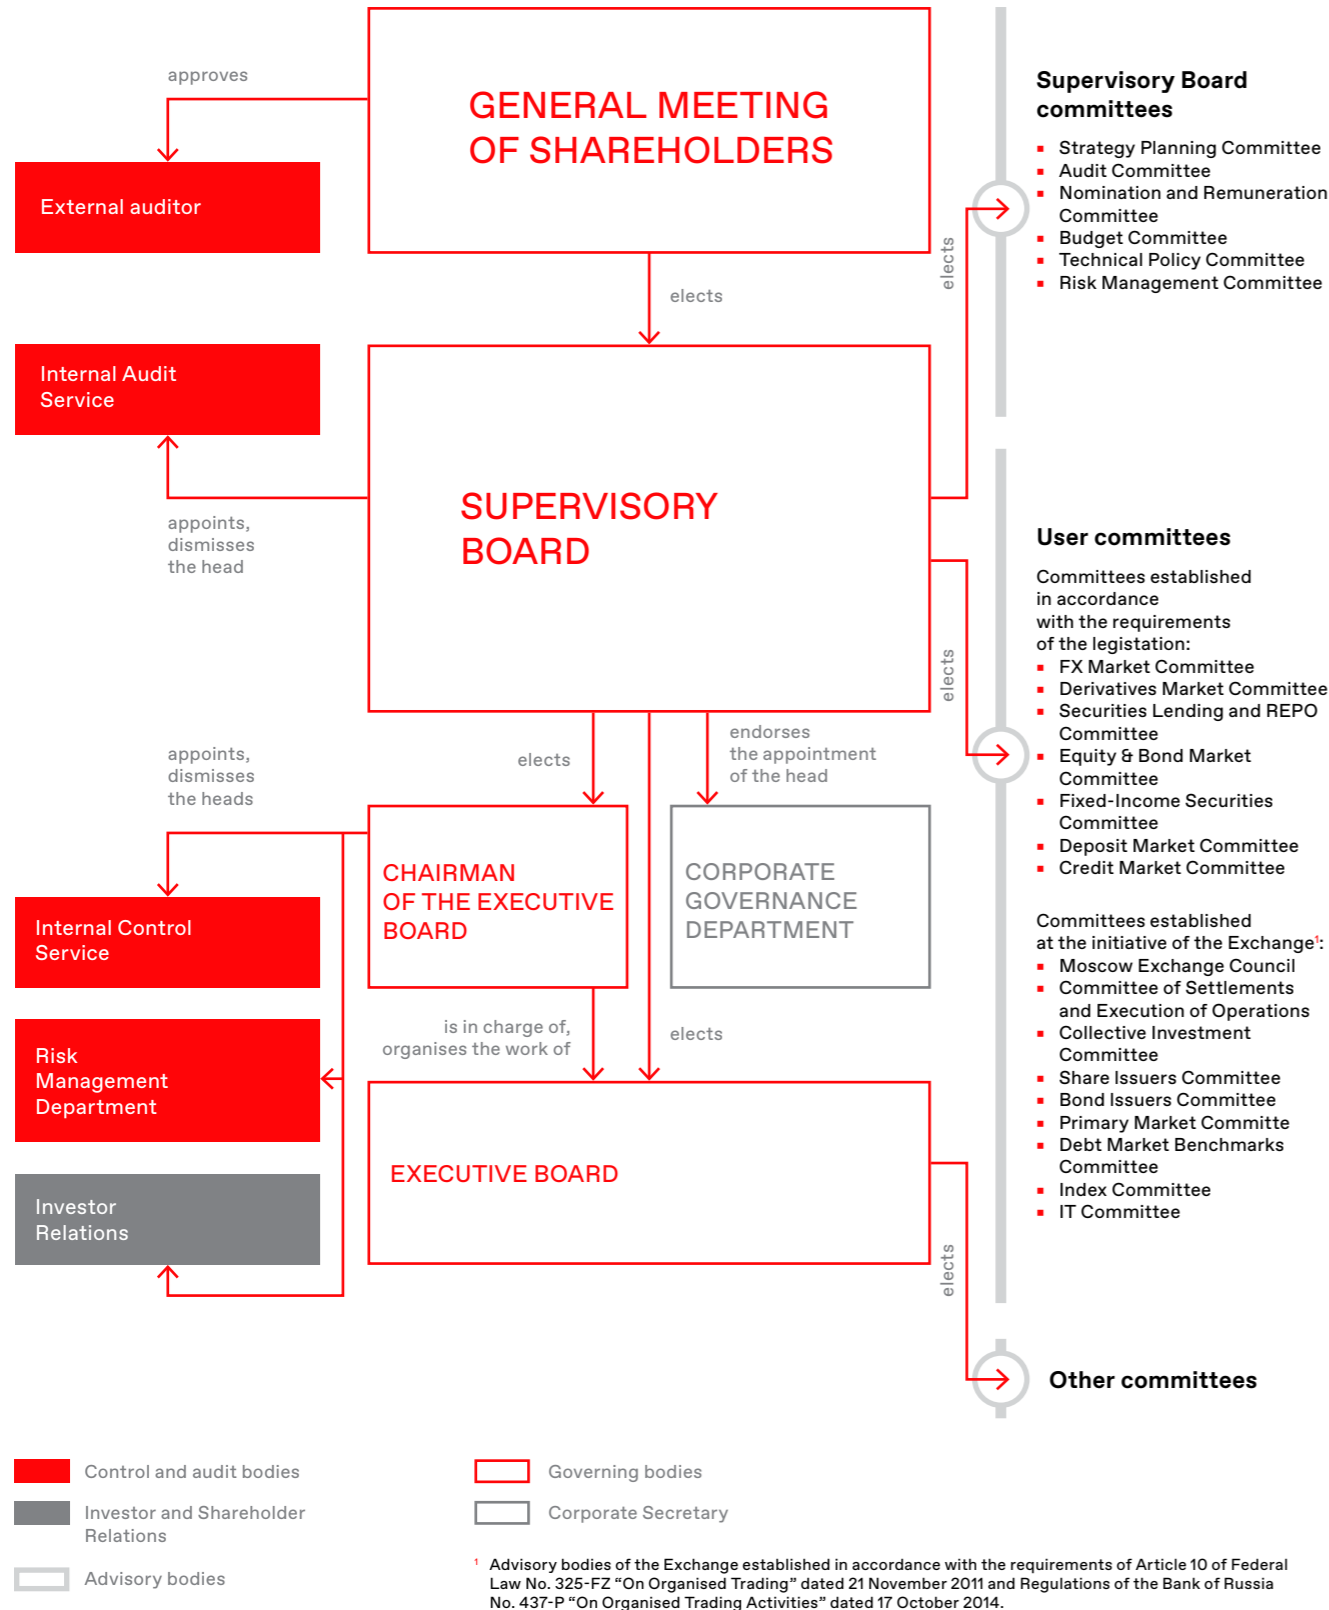 approves
GENERAL MEETING
OF SHAREHOLDERS
External auditor
elects
elects
Supervisory Board
committees
▪ Strategy Planning Committee
▪ Audit Committee
▪ Nomination and Remuneration
Committee
▪ Budget Committee
▪ Technical Policy Committee
▪ Risk Management Committee
Internal Audit
Service
appoints,
dismisses
the head
SUPERVISORY
BOARD
elects
User committees
Committees established
in accordance
with the requirements
of the legistation:
▪ FX Market Committee
▪ Derivatives Market Committee
▪ Securities Lending and REPO
Committee
▪ Equity & Bond Market
Committee
▪ Fixed-Income Securities
Committee
▪ Deposit Market Committee
▪ Credit Market Committee
Committees established
at the initiative of the Exchange¹:
▪ Moscow Exchange Council
▪ Committee of Settlements
and Execution of Operations
▪ Collective Investment
Committee
▪ Share Issuers Committee
▪ Bond Issuers Committee
▪ Primary Market Committe
▪ Debt Market Benchmarks
Committee
▪ Index Committee
▪ IT Committee
appoints,
dismisses
the heads
elects
endorses
the appointment
of the head
CHAIRMAN
OF THE EXECUTIVE
BOARD
CORPORATE
GOVERNANCE
DEPARTMENT
Internal Control
Service
is in charge of,
organises the work of
elects
Risk
Management
Department
EXECUTIVE BOARD
Investor
Relations
elects
Other committees
Control and audit bodies
Investor and Shareholder
Relations
Advisory bodies
Governing bodies
Corporate Secretary
¹ Advisory bodies of the Exchange established in accordance with the requirements of Article 10 of Federal
Law No. 325-FZ “On Organised Trading” dated 21 November 2011 and Regulations of the Bank of Russia
No. 437-P “On Organised Trading Activities” dated 17 October 2014.